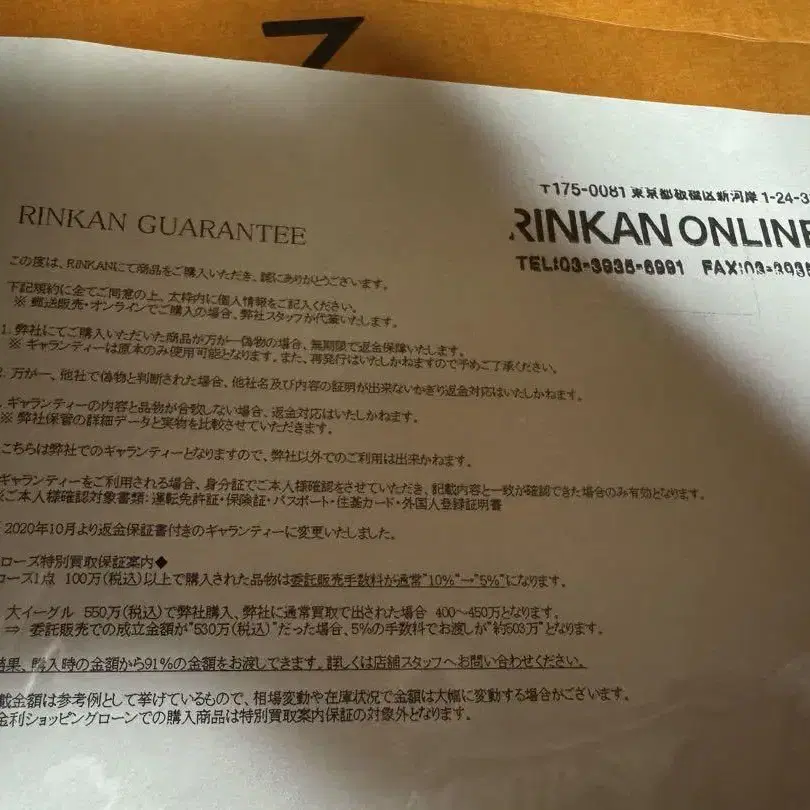 〒175-0081 東京都板橋区新河岸 1-24-3
RINKAN ONLINE
TEL:03-3935-6991 FAX:03-3935
RINKAN GUARANTEE
この度は、RINKANにて商品をご購入いただき、誠にありがとうございます。
下記規約に全てご同意の上、太枠内に個人情報をご記入ください。
※ 郵送販売・オンラインでご購入の場合、弊社スタッフが代筆いたします。
1. 弊社にてご購入いただいた商品が万が一偽物の場合、無期限で返金保障いたします。
※ ギャランティーは原本のみ使用可能となります。また、再発行はいたしかねますので予めご了承ください。
2. 万が一、他社で偽物と判断された場合、他社名及び内容の証明が出来ないかぎり返金対応はいたしかねます。
. ギャランティーの内容と品物が合致しない場合、返金対応はいたしかねます。
※ 弊社保管の詳細データと実物を比較させていただきます。
こちらは弊社でのギャランティーとなりますので、弊社以外でのご利用は出来かねます。
ギャランティーをご利用される場合、身分証でご本人様確認をさせていただき、記載内容と一致が確認できた場合のみ有効となります。
※ご本人様確認対象書類：運転免許証・保険証・パスポート・住基カード・外国人登録証明書
2020年10月より返金保証書付きのギャランティーに変更いたしました。
ローズ特別買取保証案内◆
ローズ1点 100万(税込)以上で購入された品物は委託販売手数料が通常"10%"→"5%"になります。
大イーグル 550万(税込)で弊社購入、弊社に通常買取で出された場合 400～450万となります。
⇒ 委託販売での成立金額が"530万(税込)"だった場合、5%の手数料でお渡しが"約503万"となります。
結果、購入時の金額から91%の金額をお渡しできます。詳しくは店舗スタッフへお問い合わせください。
載金額は参考例として挙げているもので、相場変動や在庫状況で金額は大幅に変動する場合がございます。
金利ショッピングローンでの購入商品は特別買取案内保証の対象外となります。